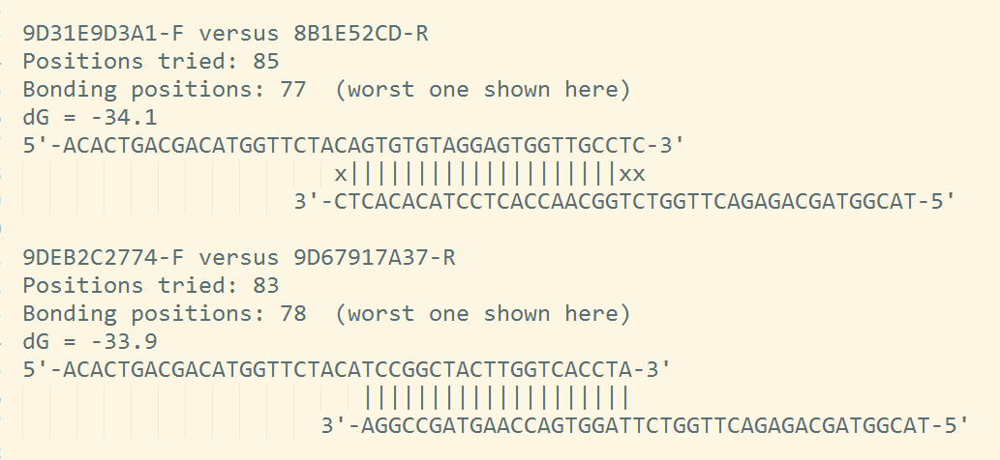 9D31E9D3A1-F versus 8B1E52CD-R
Positions tried: 85
Bonding positions: 77  (worst one shown here)
dG = -34.1
5'-ACACTGACGACATGGTTCTACAGTGTGTAGGAGTGGTTGCCTC-3'
                       x||||||||||||||||||||xx
                    3'-CTCACACATCCTCACCAACGGTCTGGTTCAGAGACGATGGCAT-5'
9DEB2C2774-F versus 9D67917A37-R
Positions tried: 83
Bonding positions: 78  (worst one shown here)
dG = -33.9
5'-ACACTGACGACATGGTTCTACATCCGGCTACTTGGTCACCTA-3'
                         ||||||||||||||||||||
                      3'-AGGCCGATGAACCAGTGGATTCTGGTTCAGAGACGATGGCAT-5'